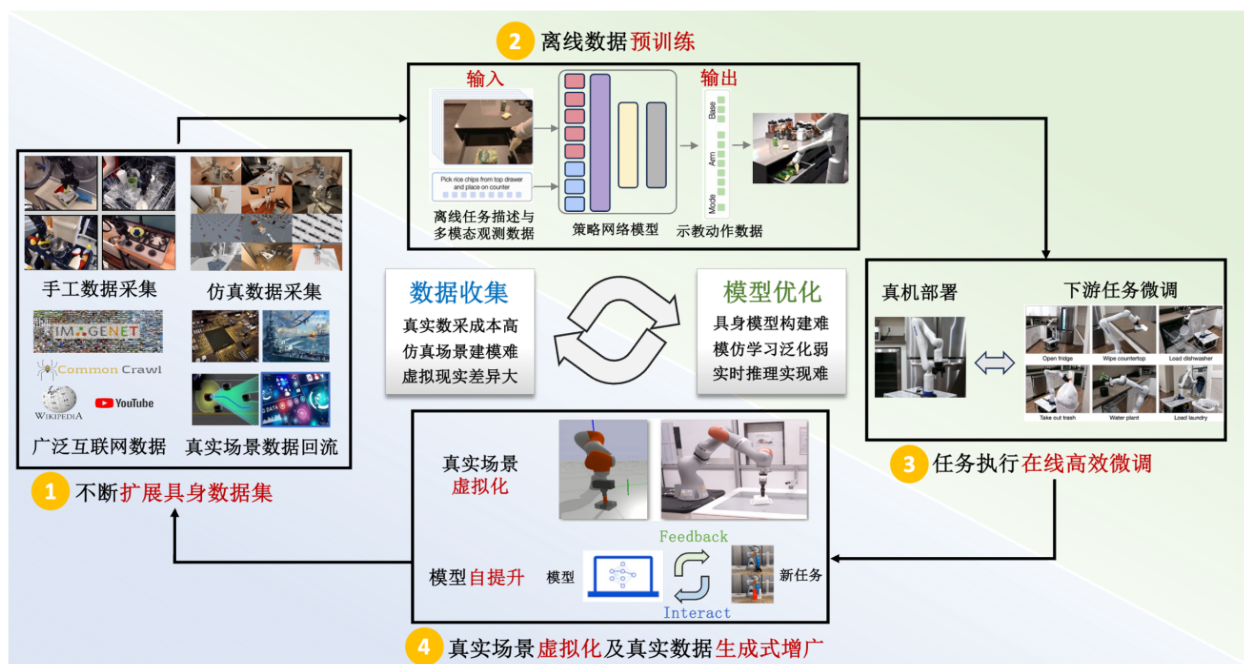 2 离线数据预训练
输入
输出
Pick rice chips from top drawer
and place on counter
Mode Arm Base
离线任务描述与
多模态观测数据
策略网络模型
示教动作数据
手工数据采集
仿真数据采集
IMAGENET
Common Crawl
WIKIPEDIA
YouTube
广泛互联网数据
真实场景数据回流
1 不断扩展具身数据集
数据收集
真实数采成本高
仿真场景建模难
虚拟现实差异大
模型优化
具身模型构建难
模仿学习泛化弱
实时推理实现难
真机部署
下游任务微调
Open fridge
Wipe countertop
Load dishwasher
Take out trash
Water plant
Load laundry
3 任务执行在线高效微调
真实场景
虚拟化
Feedback
模型自提升
模型
新任务
Interact
4 真实场景虚拟化及真实数据生成式增广